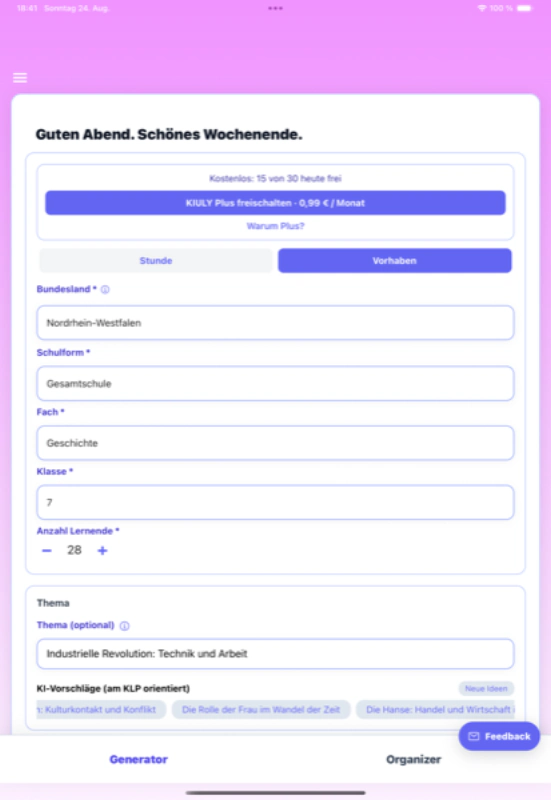 18:41 Sonntag 24. Aug.
100 %
Guten Abend. Schönes Wochenende.
Kostenlos: 15 von 30 heute frei
KIULY Plus freischalten · 0,99 € / Monat
Warum Plus?
Stunde
Vorhaben
Bundesland *
Nordrhein-Westfalen
Schulform *
Gesamtschule
Fach *
Geschichte
Klasse *
7
Anzahl Lernende *
− 28 +
Thema
Thema (optional)
Industrielle Revolution: Technik und Arbeit
KI-Vorschläge (am KLP orientiert)
Neue Ideen
: Kulturkontakt und Konflikt
Die Rolle der Frau im Wandel der Zeit
Die Hanse: Handel und Wirtschaft
Feedback
Generator
Organizer